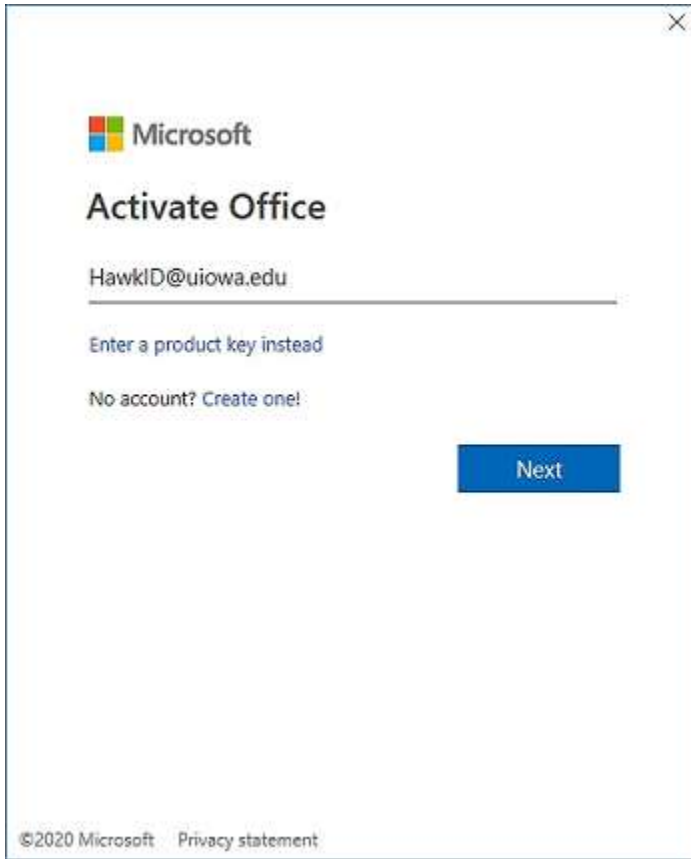 Microsoft
Activate Office
HawkID@uiowa.edu
Enter a product key instead
No account? Create one!
Next
©2020 Microsoft Privacy statement